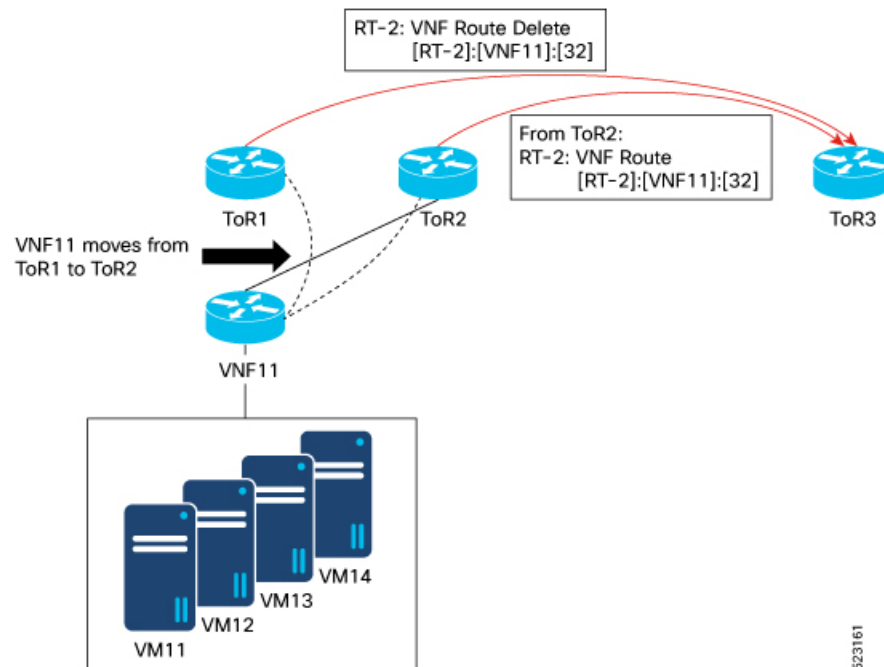 RT-2: VNF Route Delete
[RT-2]:[VNF11]:[32]
From ToR2:
RT-2: VNF Route
[RT-2]:[VNF11]:[32]
ToR1
ToR2
ToR3
VNF11 moves from
ToR1 to ToR2
VNF11
VM14
VM13
VM12
VM11
523161